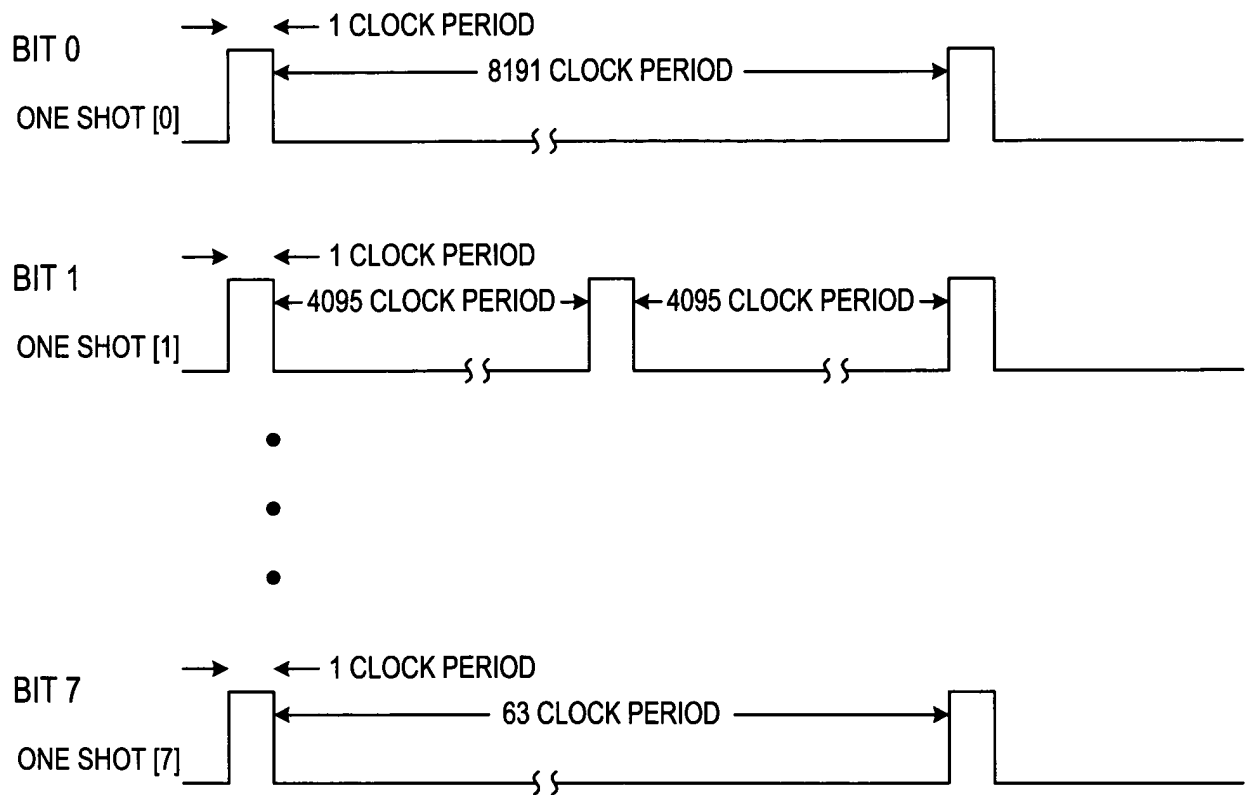 1 CLOCK PERIOD
BIT 0
8191 CLOCK PERIOD
ONE SHOT [0]
1 CLOCK PERIOD
BIT 1
4095 CLOCK PERIOD
4095 CLOCK PERIOD
ONE SHOT [1]
1 CLOCK PERIOD
BIT 7
63 CLOCK PERIOD
ONE SHOT [7]